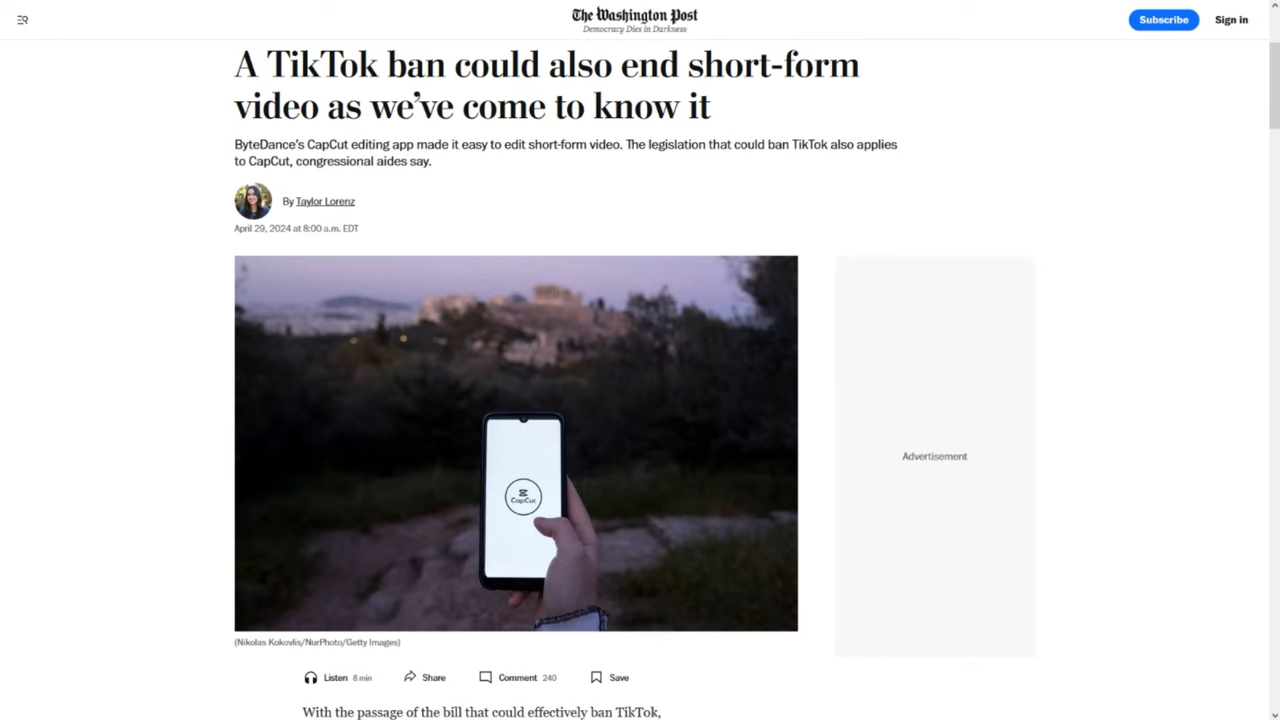 The Washington Post
Democracy Dies in Darkness
Subscribe
Sign in
A TikTok ban could also end short-form
video as we’ve come to know it
ByteDance’s CapCut editing app made it easy to edit short-form video. The legislation that could ban TikTok also applies
to CapCut, congressional aides say.
By Taylor Lorenz
April 29, 2024 at 8:00 a.m. EDT
CapCut
Advertisement
(Nikolas Kokovlis/NurPhoto/Getty Images)
Listen 8 min
Share
Comment 240
Save
With the passage of the bill that could effectively ban TikTok,